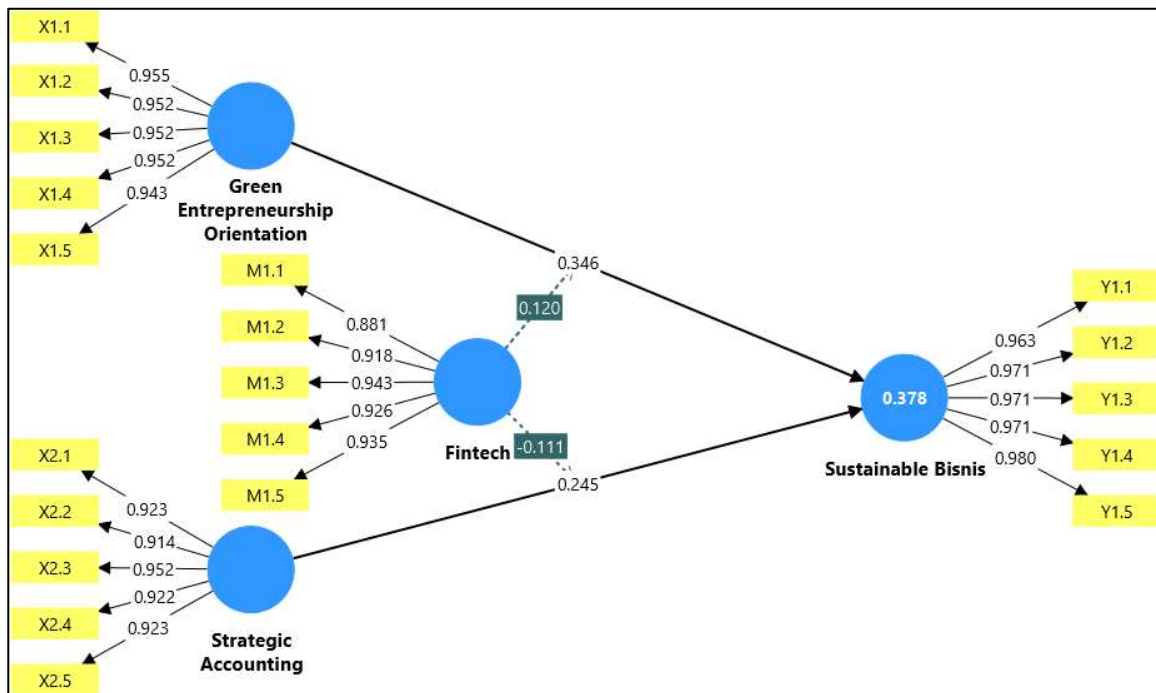 X1.1
X1.2
X1.3
X1.4
X1.5
0.955
0.952
0.952
0.952
0.943
Green
Entrepreneurship
Orientation
M1.1
M1.2
M1.3
M1.4
M1.5
0.881
0.918
0.943
0.926
0.935
Fintech
0.346
0.120
-0.111
0.245
X2.1
X2.2
X2.3
X2.4
X2.5
0.923
0.914
0.952
0.922
0.923
Strategic
Accounting
0.378
Sustainable Bisnis
0.963
0.971
0.971
0.971
0.980
Y1.1
Y1.2
Y1.3
Y1.4
Y1.5